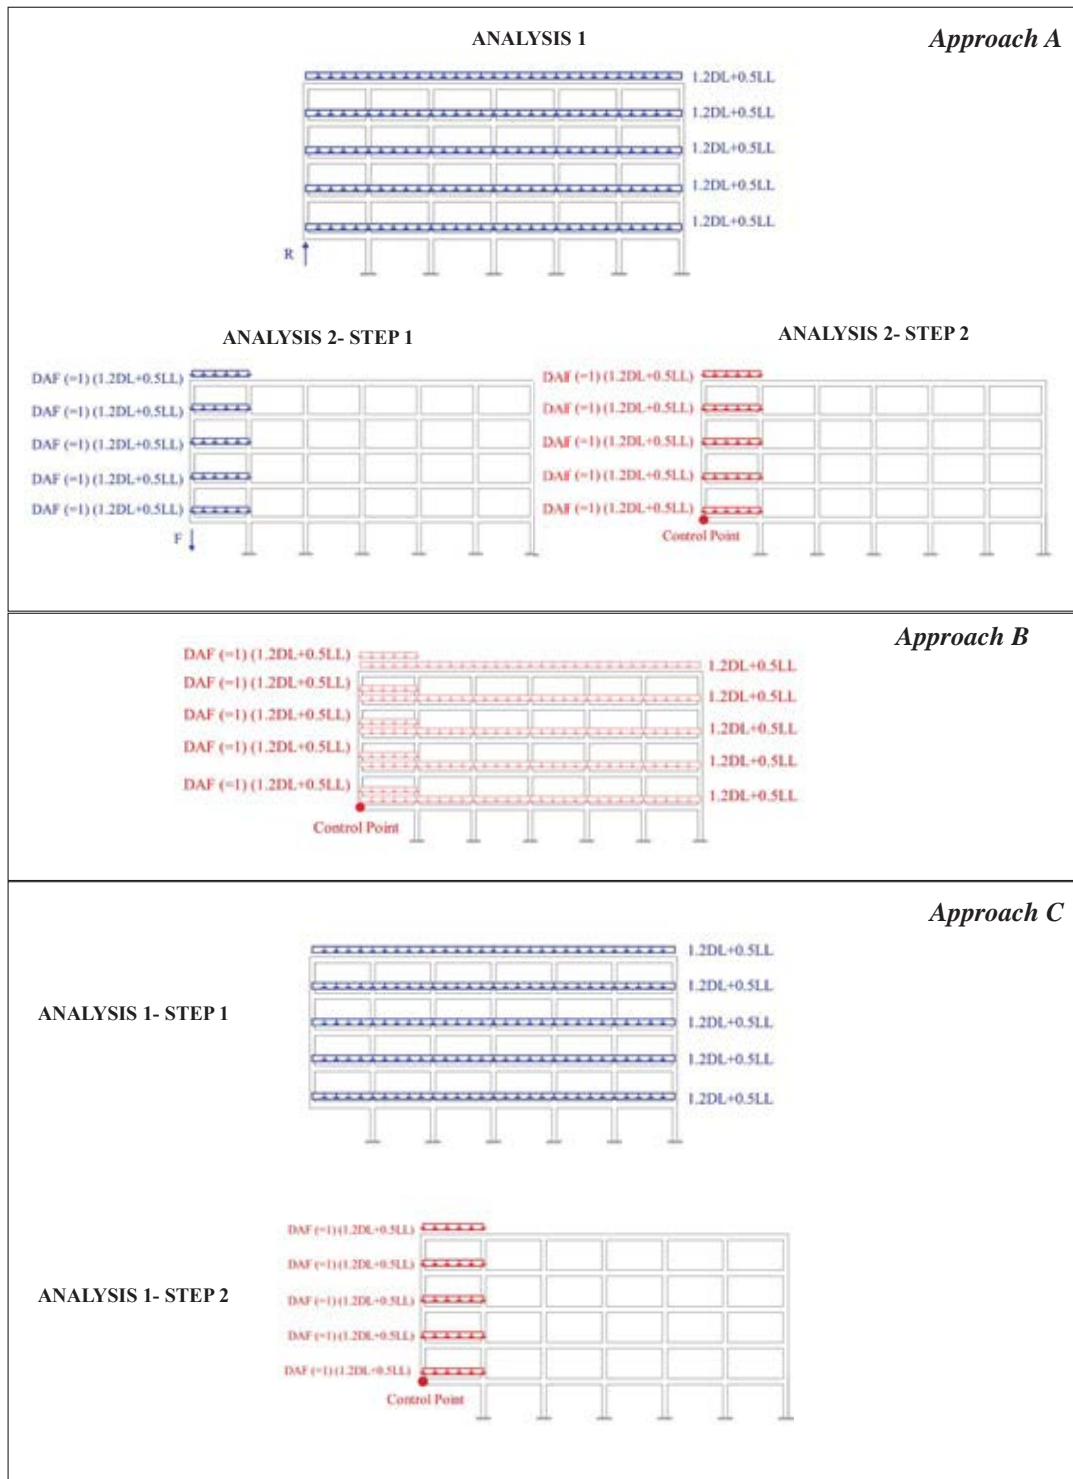 Approach A
ANALYSIS 1
1.2DL+0.5LL
1.2DL+0.5LL
1.2DL+0.5LL
1.2DL+0.5LL
1.2DL+0.5LL
R
ANALYSIS 2- STEP 1
DAF (=1) (1.2DL+0.5LL)
DAF (=1) (1.2DL+0.5LL)
DAF (=1) (1.2DL+0.5LL)
DAF (=1) (1.2DL+0.5LL)
DAF (=1) (1.2DL+0.5LL)
F
ANALYSIS 2- STEP 2
DAF (=1) (1.2DL+0.5LL)
DAF (=1) (1.2DL+0.5LL)
DAF (=1) (1.2DL+0.5LL)
DAF (=1) (1.2DL+0.5LL)
DAF (=1) (1.2DL+0.5LL)
Control Point
Approach B
DAF (=1) (1.2DL+0.5LL)
1.2DL+0.5LL
DAF (=1) (1.2DL+0.5LL)
1.2DL+0.5LL
DAF (=1) (1.2DL+0.5LL)
1.2DL+0.5LL
DAF (=1) (1.2DL+0.5LL)
1.2DL+0.5LL
DAF (=1) (1.2DL+0.5LL)
1.2DL+0.5LL
Control Point
Approach C
ANALYSIS 1- STEP 1
1.2DL+0.5LL
1.2DL+0.5LL
1.2DL+0.5LL
1.2DL+0.5LL
1.2DL+0.5LL
ANALYSIS 1- STEP 2
DAF (=1) (1.2DL+0.5LL)
DAF (=1) (1.2DL+0.5LL)
DAF (=1) (1.2DL+0.5LL)
DAF (=1) (1.2DL+0.5LL)
DAF (=1) (1.2DL+0.5LL)
Control Point